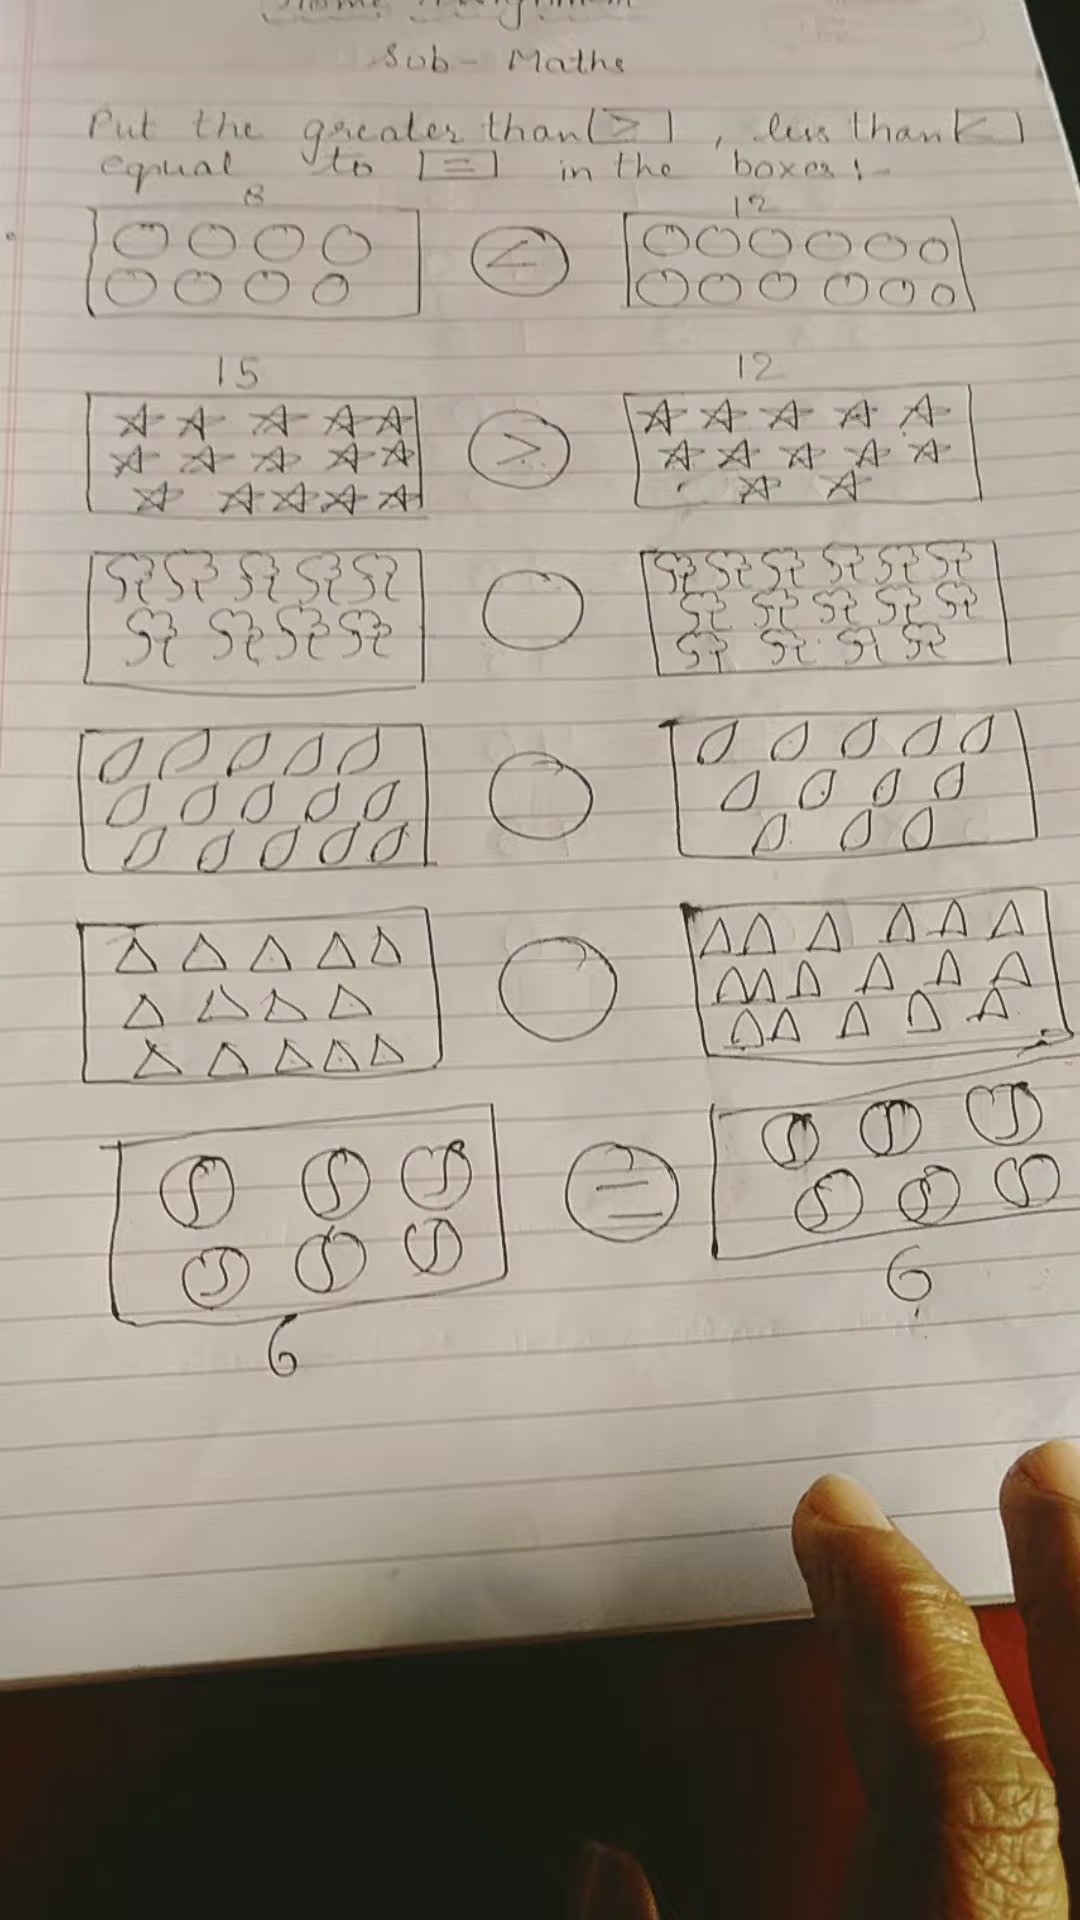 Sub - Maths
Put the greater than [>] , less than [<]
equal to [=] in the boxes :-
8 12
<
15 12
>
=
6 6